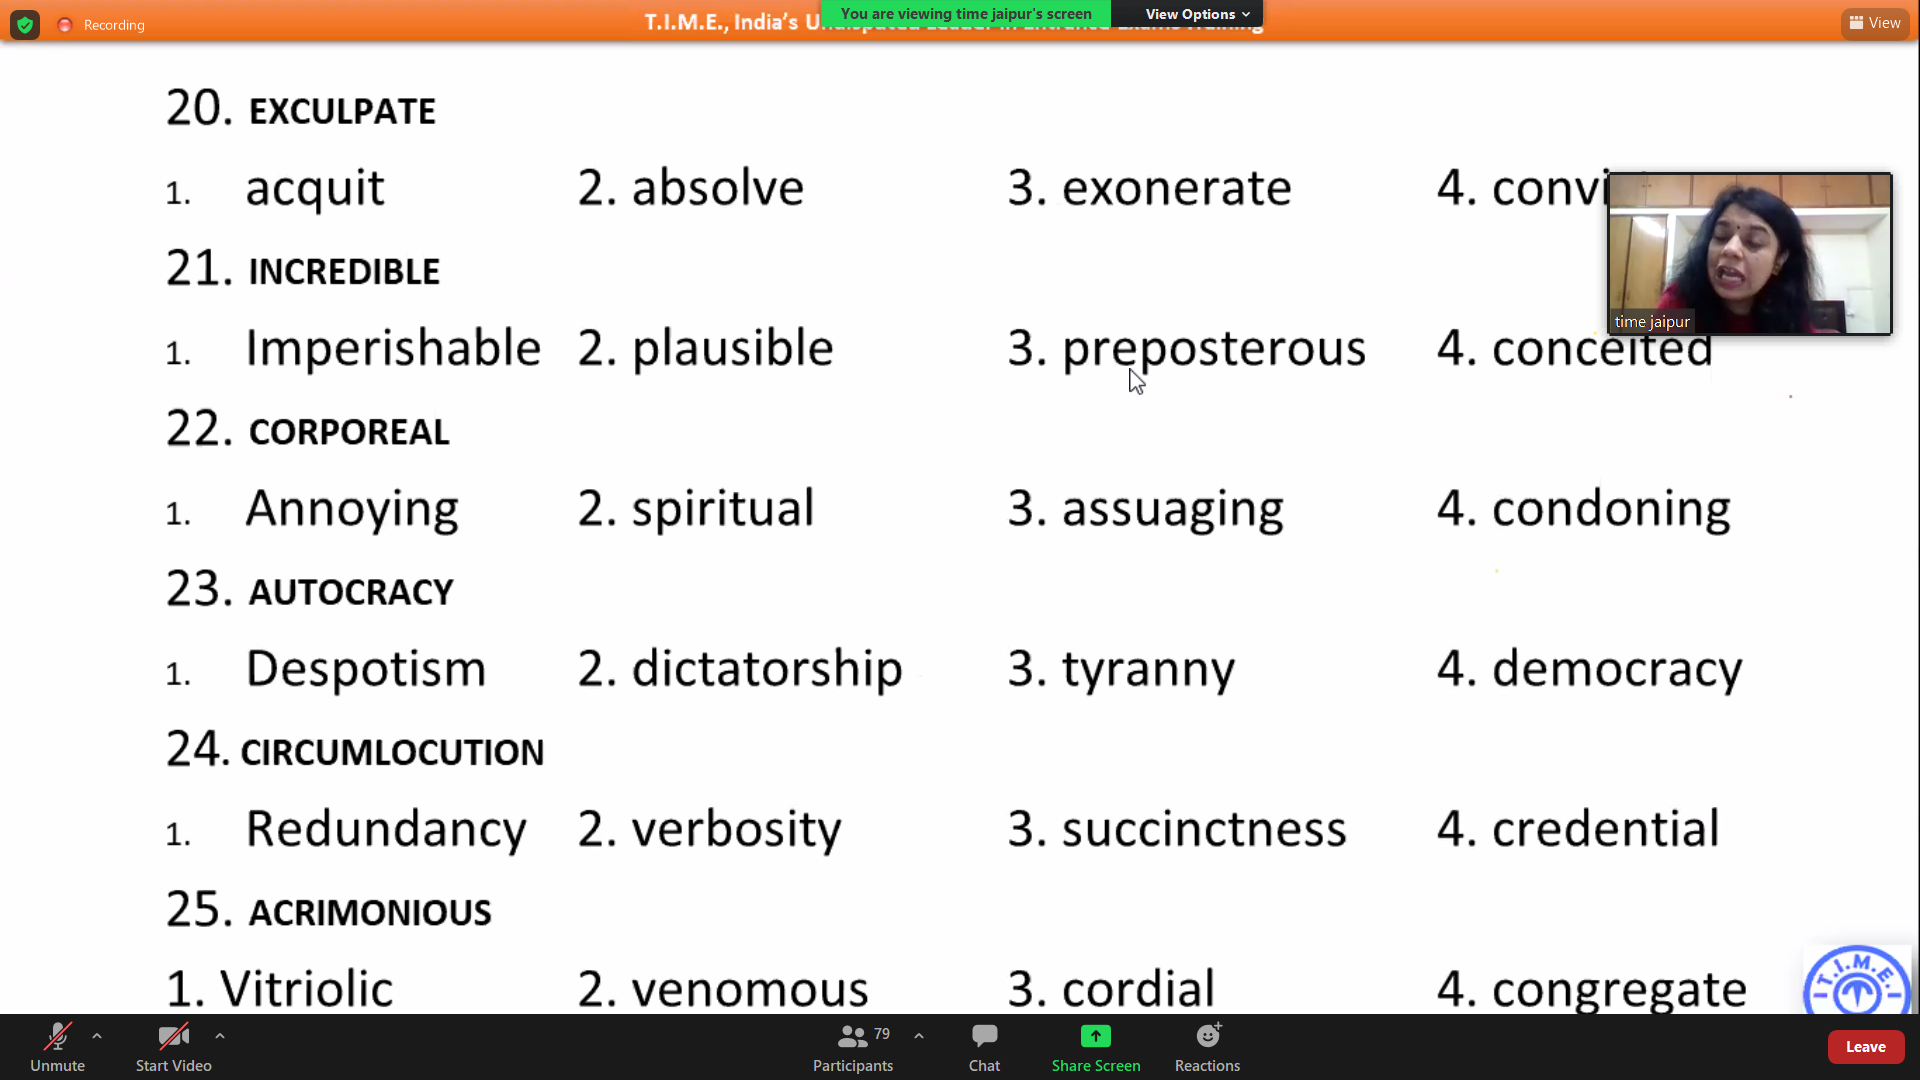 Recording
T.I.M.E., India's
You are viewing time jaipur's screen
View Options
View
20. EXCULPATE
1. acquit 2. absolve 3. exonerate 4.
21. INCREDIBLE
1. Imperishable 2. plausible 3. preposterous 4. conceited
time jaipur
22. CORPOREAL
1. Annoying 2. spiritual 3. assuaging 4. condoning
23. AUTOCRACY
1. Despotism 2. dictatorship 3. tyranny 4. democracy
24. CIRCUMLOCUTION
1. Redundancy 2. verbosity 3. succinctness 4. credential
25. ACRIMONIOUS
1. Vitriolic 2. venomous 3. cordial 4. congregate
T.I.M.E.
Unmute Start Video 79 Participants Chat Share Screen Reactions Leave